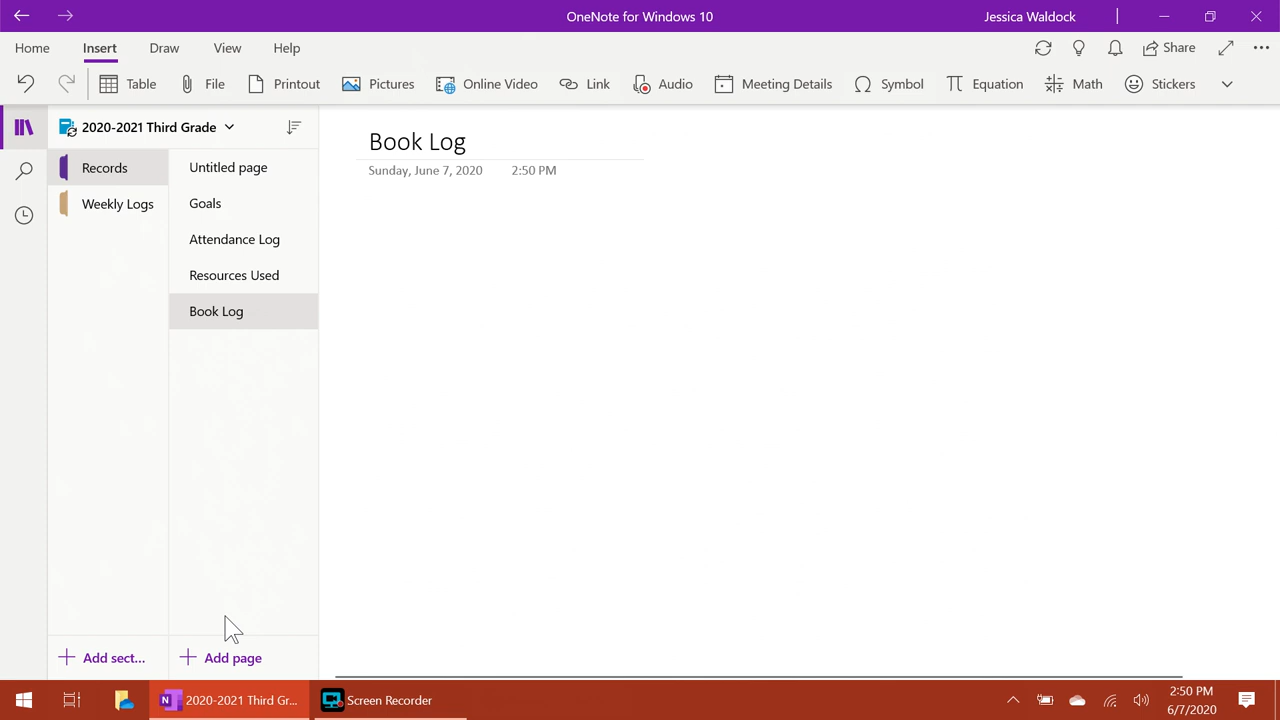 OneNote for Windows 10
Jessica Waldock
Home Insert Draw View Help
Share
Table File Printout Pictures Online Video Link Audio Meeting Details Symbol Equation Math Stickers
2020-2021 Third Grade
Records
Weekly Logs
Untitled page
Goals
Attendance Log
Resources Used
Book Log
Book Log
Sunday, June 7, 2020 2:50 PM
Add sect...
Add page
N 2020-2021 Third Gr...
Screen Recorder
2:50 PM
6/7/2020